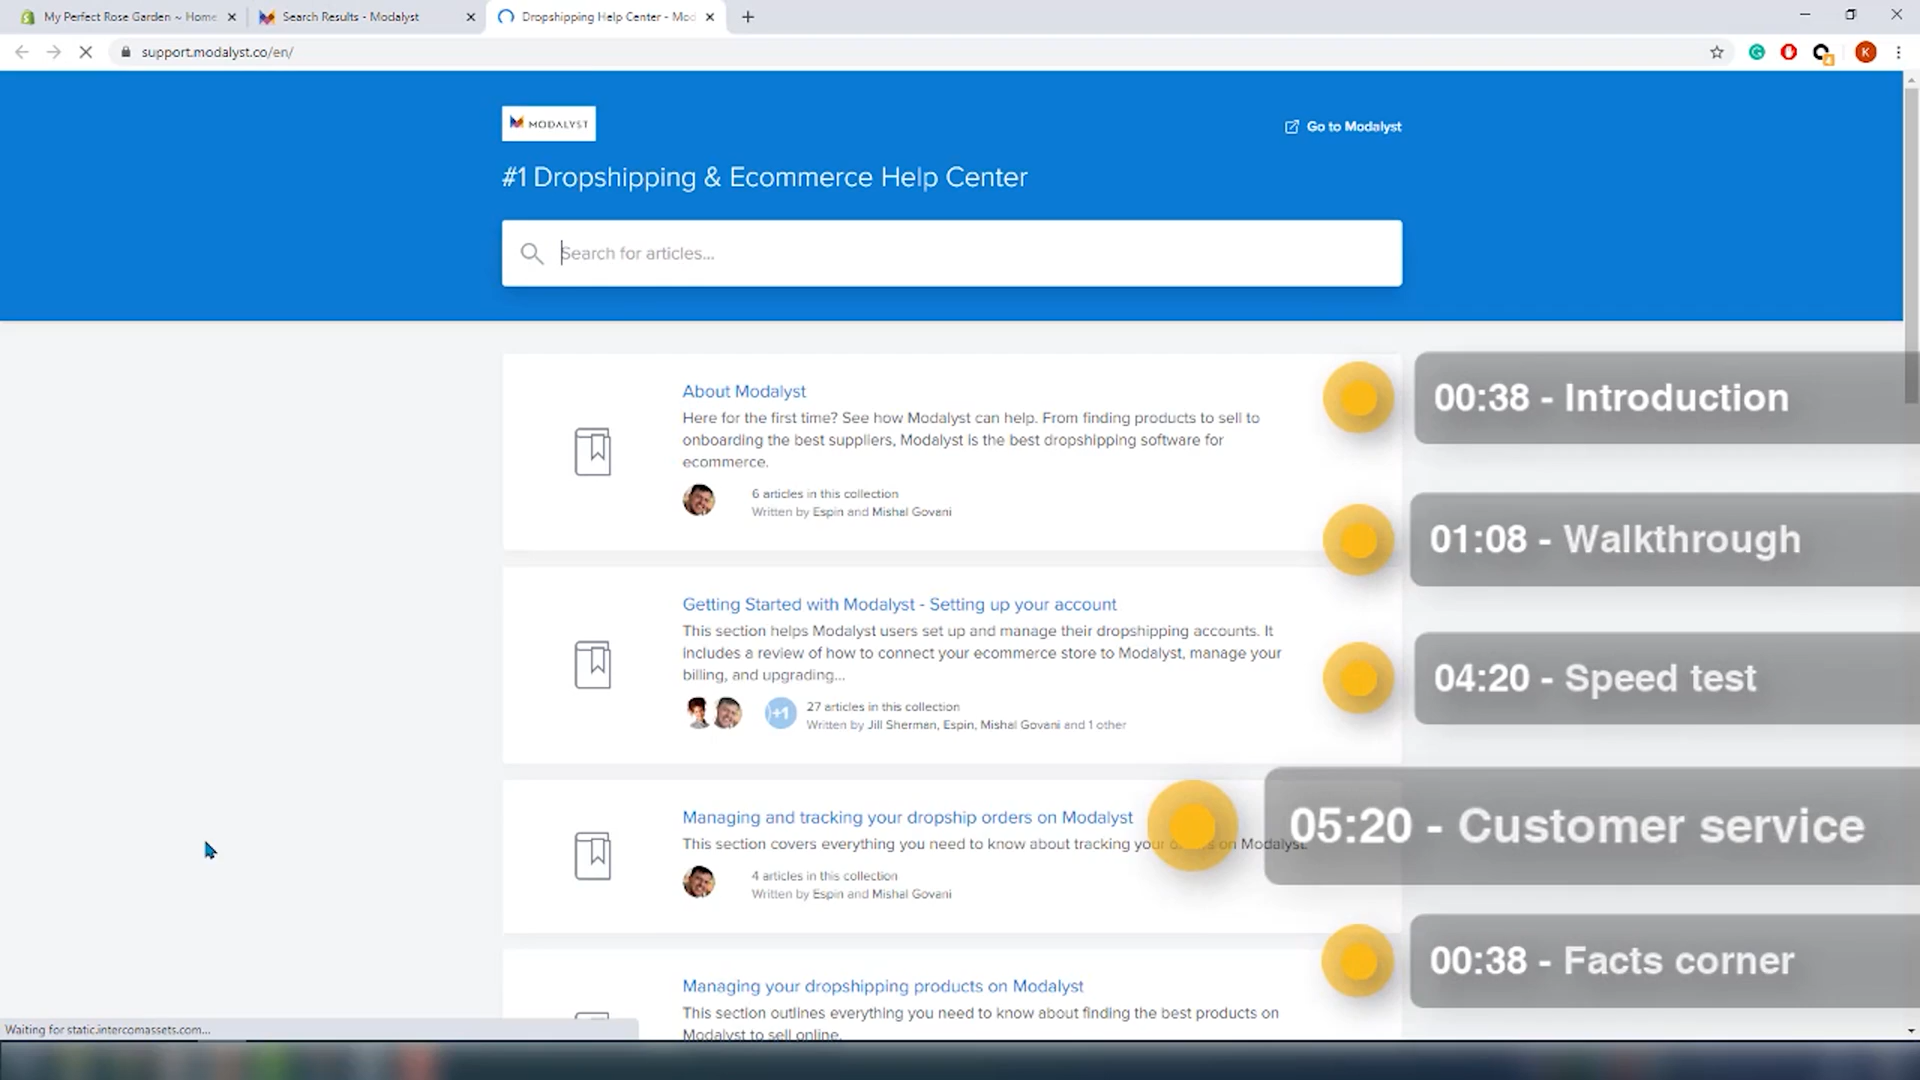 My Perfect Rose Garden ~ Home
Search Results - Modalyst
Dropshipping Help Center - Mod
support.modalyst.co/en/
K
MODALYST
Go to Modalyst
#1 Dropshipping & Ecommerce Help Center
Search for articles...
About Modalyst
Here for the first time? See how Modalyst can help. From finding products to sell to
onboarding the best suppliers, Modalyst is the best dropshipping software for
ecommerce.
6 articles in this collection
Written by Espin and Mishal Govani
00:38 - Introduction
01:08 - Walkthrough
Getting Started with Modalyst - Setting up your account
This section helps Modalyst users set up and manage their dropshipping accounts. It
includes a review of how to connect your ecommerce store to Modalyst, manage your
billing, and upgrading...
+1
27 articles in this collection
Written by Jill Sherman, Espin, Mishal Govani and 1 other
04:20 - Speed test
Managing and tracking your dropship orders on Modalyst
This section covers everything you need to know about tracking your orders on Modalyst.
4 articles in this collection
Written by Espin and Mishal Govani
05:20 - Customer service
00:38 - Facts corner
Managing your dropshipping products on Modalyst
This section outlines everything you need to know about finding the best products on
Modalyst to sell online.
Waiting for static.intercomassets.com...